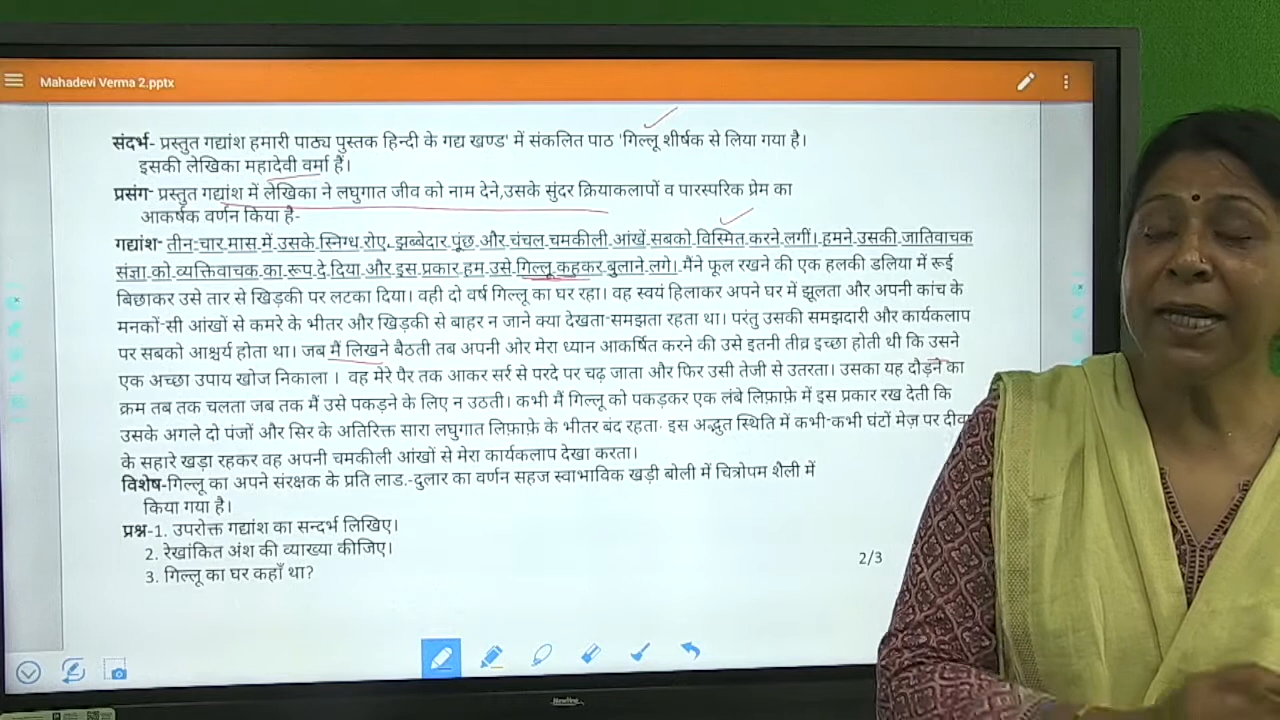 Mahadevi Verma 2.pptx
संदर्भ- प्रस्तुत गद्यांश हमारी पाठ्य पुस्तक हिन्दी के गद्य खण्ड' में संकलित पाठ 'गिल्लू शीर्षक से लिया गया है।
इसकी लेखिका महादेवी वर्मा हैं।
प्रसंग- प्रस्तुत गद्यांश में लेखिका ने लघुगात जीव को नाम देने,उसके सुंदर क्रियाकलापों व पारस्परिक प्रेम का
आकर्षक वर्णन किया है-
गद्यांश- तीन-चार मास में उसके स्निग्ध रोए, झब्बेदार पूंछ और चंचल चमकीली आंखें सबको विस्मित करने लगीं। हमने उसकी जातिवाचक
संज्ञा को व्यक्तिवाचक का रूप दे दिया और इस प्रकार हम उसे गिल्लू कहकर बुलाने लगे। मैंने फूल रखने की एक हलकी डलिया में रूई
बिछाकर उसे तार से खिड़की पर लटका दिया। वही दो वर्ष गिल्लू का घर रहा। वह स्वयं हिलाकर अपने घर में झूलता और अपनी कांच के
मनकों-सी आंखों से कमरे के भीतर और खिड़की से बाहर न जाने क्या देखता-समझता रहता था। परंतु उसकी समझदारी और कार्यकलाप
पर सबको आश्चर्य होता था। जब मैं लिखने बैठती तब अपनी ओर मेरा ध्यान आकर्षित करने की उसे इतनी तीव्र इच्छा होती थी कि उसने
एक अच्छा उपाय खोज निकाला । वह मेरे पैर तक आकर सर्र से परदे पर चढ़ जाता और फिर उसी तेजी से उतरता। उसका यह दौड़ने का
क्रम तब तक चलता जब तक मैं उसे पकड़ने के लिए न उठती। कभी मैं गिल्लू को पकड़कर एक लंबे लिफ़ाफ़े में इस प्रकार रख देती कि
उसके अगले दो पंजों और सिर के अतिरिक्त सारा लघुगात लिफ़ाफ़े के भीतर बंद रहता· इस अद्भुत स्थिति में कभी-कभी घंटों मेज़ पर
के सहारे खड़ा रहकर वह अपनी चमकीली आंखों से मेरा कार्यकलाप देखा करता।
विशेष-गिल्लू का अपने संरक्षक के प्रति लाड.-दुलार का वर्णन सहज स्वाभाविक खड़ी बोली में चित्रोपम शैली में
किया गया है।
प्रश्न-1. उपरोक्त गद्यांश का सन्दर्भ लिखिए।
2. रेखांकित अंश की व्याख्या कीजिए।
3. गिल्लू का घर कहाँ था?
2/3